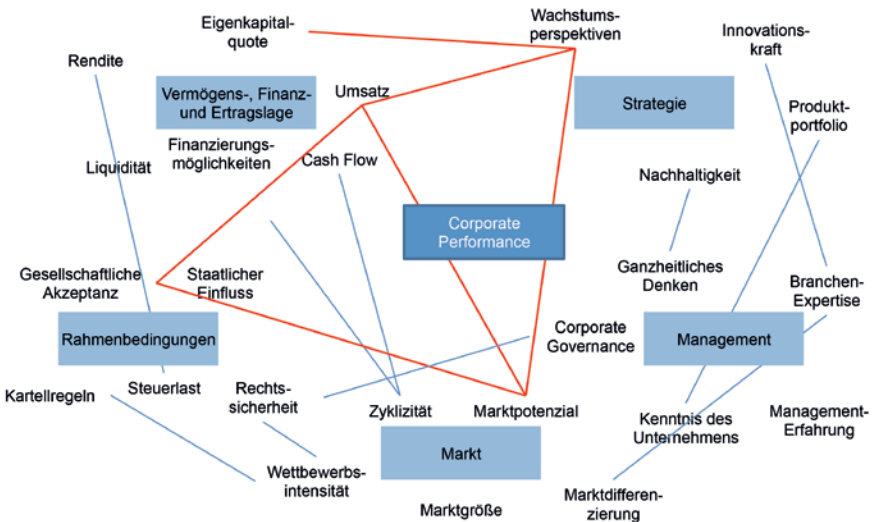 Eigenkapital-
quote
Wachstums-
perspektiven
Innovations-
kraft
Rendite
Vermögens-, Finanz-
und Ertragslage
Umsatz
Strategie
Produkt-
portfolio
Finanzierungs-
möglichkeiten
Cash Flow
Liquidität
Nachhaltigkeit
Corporate
Performance
Gesellschaftliche
Akzeptanz
Staatlicher
Einfluss
Ganzheitliches
Denken
Branchen-
Expertise
Rahmenbedingungen
Corporate
Governance
Management
Kartellregeln
Steuerlast
Rechts-
sicherheit
Zyklizität
Marktpotenzial
Kenntnis des
Unternehmens
Management-
Erfahrung
Markt
Wettbewerbs-
intensität
Marktgröße
Marktdifferen-
zierung